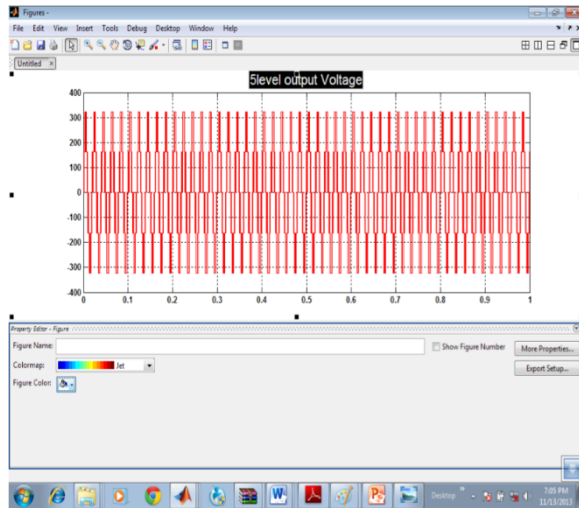 Figures -
File Edit View Insert Tools Debug Desktop Window Help
Untitled ×
5level output Voltage
400
300
200
100
0
-100
-200
-300
-400
0 0.1 0.2 0.3 0.4 0.5 0.6 0.7 0.8 0.9 1
Property Editor - Figure
Figure Name:
Show Figure Number
More Properties...
Colormap:
Jet
Export Setup...
Figure Color:
Desktop
7:05 PM
11/13/2013